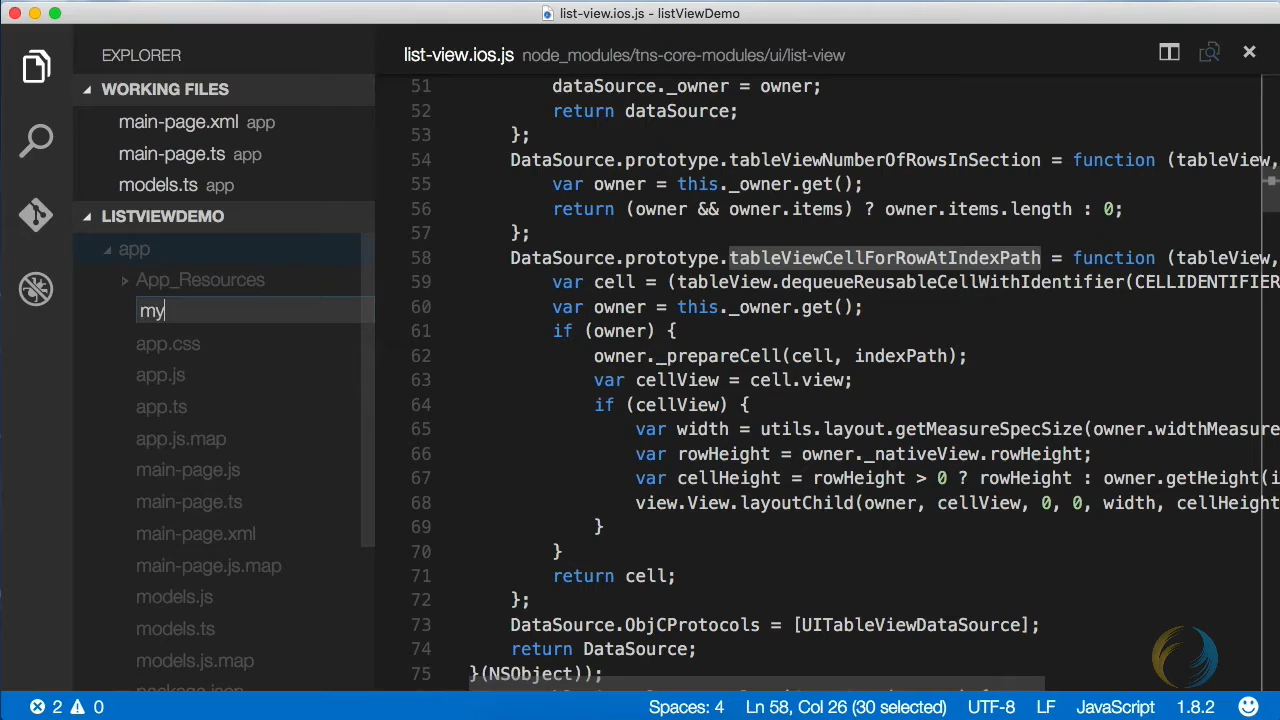 list-view.ios.js - listViewDemo
EXPLORER
WORKING FILES
main-page.xml app
main-page.ts app
models.ts app
LISTVIEWDEMO
app
App_Resources
my
app.css
app.js
app.ts
app.js.map
main-page.js
main-page.ts
main-page.xml
main-page.js.map
models.js
models.ts
models.js.map
package.json
list-view.ios.js node_modules/tns-core-modules/ui/list-view
51 dataSource._owner = owner;
52 return dataSource;
53 };
54 DataSource.prototype.tableViewNumberOfRowsInSection = function (tableView,
55 var owner = this._owner.get();
56 return (owner && owner.items) ? owner.items.length : 0;
57 };
58 DataSource.prototype.tableViewCellForRowAtIndexPath = function (tableView,
59 var cell = (tableView.dequeueReusableCellWithIdentifier(CELLIDENTIFIER
60 var owner = this._owner.get();
61 if (owner) {
62 owner._prepareCell(cell, indexPath);
63 var cellView = cell.view;
64 if (cellView) {
65 var width = utils.layout.getMeasureSpecSize(owner.widthMeasure
66 var rowHeight = owner._nativeView.rowHeight;
67 var cellHeight = rowHeight > 0 ? rowHeight : owner.getHeight(i
68 view.View.layoutChild(owner, cellView, 0, 0, width, cellHeight
69 }
70 }
71 return cell;
72 };
73 DataSource.ObjCProtocols = [UITableViewDataSource];
74 return DataSource;
75 }(NSObject));
2 0 Spaces: 4 Ln 58, Col 26 (30 selected) UTF-8 LF JavaScript 1.8.2